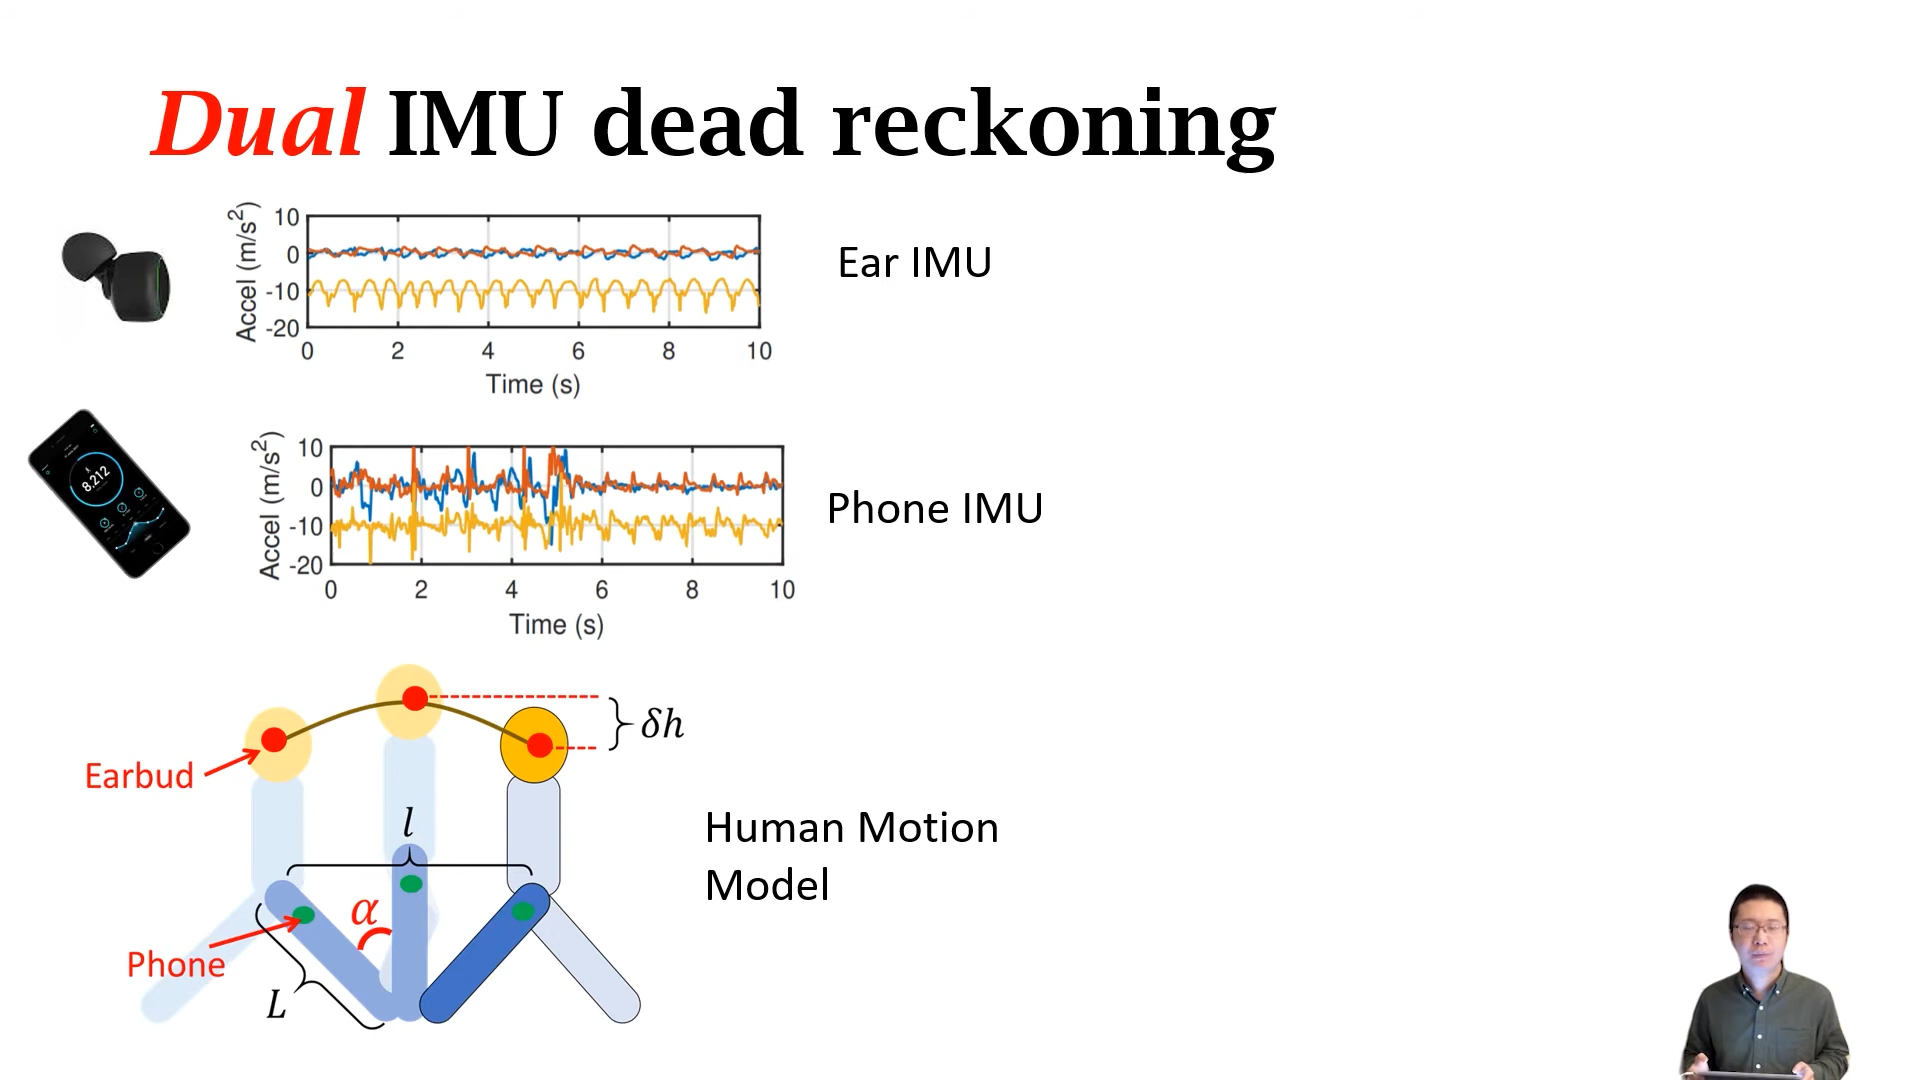 Dual IMU dead reckoning
Accel (m/s²)
10
0
-10
-20
0 2 4 6 8 10
Time (s)
Ear IMU
8,212
Accel (m/s²)
10
0
-10
-20
0 2 4 6 8 10
Time (s)
Phone IMU
δh
Earbud
l
Human Motion
Model
α
Phone
L